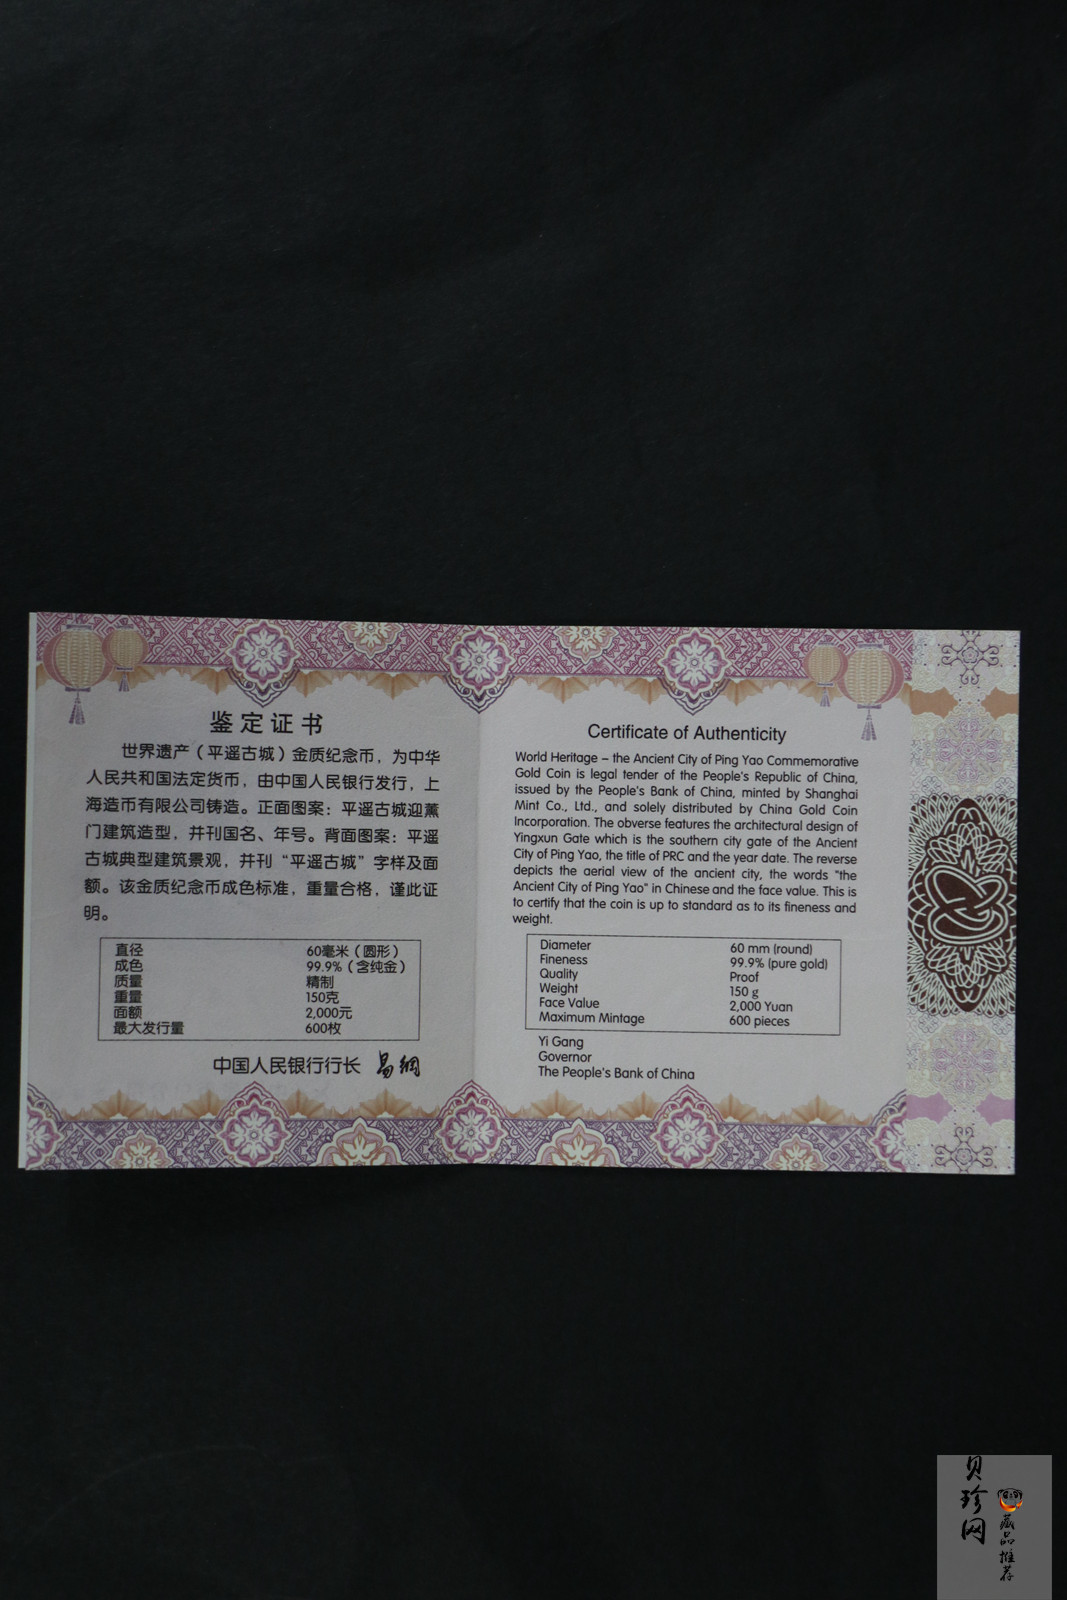 鉴定证书
世界遗产（平遥古城）金质纪念币，为中华
人民共和国法定货币，由中国人民银行发行，上
海造币有限公司铸造。正面图案：平遥古城迎薰
门建筑造型，并刊国名、年号。背面图案：平遥
古城典型建筑景观，并刊“平遥古城”字样及面
额。该金质纪念币成色标准，重量合格，谨此证
明。
直径 60毫米（圆形）
成色 99.9%（含纯金）
质量 精制
重量 150克
面额 2,000元
最大发行量 600枚
中国人民银行行长 易纲
Certificate of Authenticity
World Heritage – the Ancient City of Ping Yao Commemorative
Gold Coin is legal tender of the People's Republic of China,
issued by the People's Bank of China, minted by Shanghai
Mint Co., Ltd., and solely distributed by China Gold Coin
Incorporation. The obverse features the architectural design of
Yingxun Gate which is the southern city gate of the Ancient
City of Ping Yao, the title of PRC and the year date. The reverse
depicts the aerial view of the ancient city, the words "the
Ancient City of Ping Yao" in Chinese and the face value. This is
to certify that the coin is up to standard as to its fineness and
weight.
Diameter 60 mm (round)
Fineness 99.9% (pure gold)
Quality Proof
Weight 150 g
Face Value 2,000 Yuan
Maximum Mintage 600 pieces
Yi Gang
Governor
The People's Bank of China
贝珍网
藏品推荐